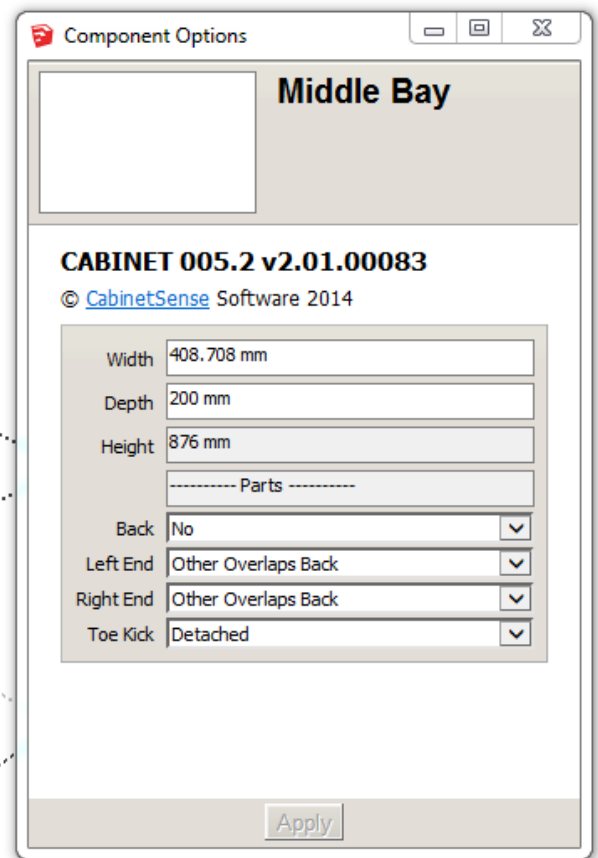 Component Options
Middle Bay
CABINET 005.2 v2.01.00083
© CabinetSense Software 2014
Width 408.708 mm
Depth 200 mm
Height 876 mm
---------- Parts ----------
Back No
Left End Other Overlaps Back
Right End Other Overlaps Back
Toe Kick Detached
Apply